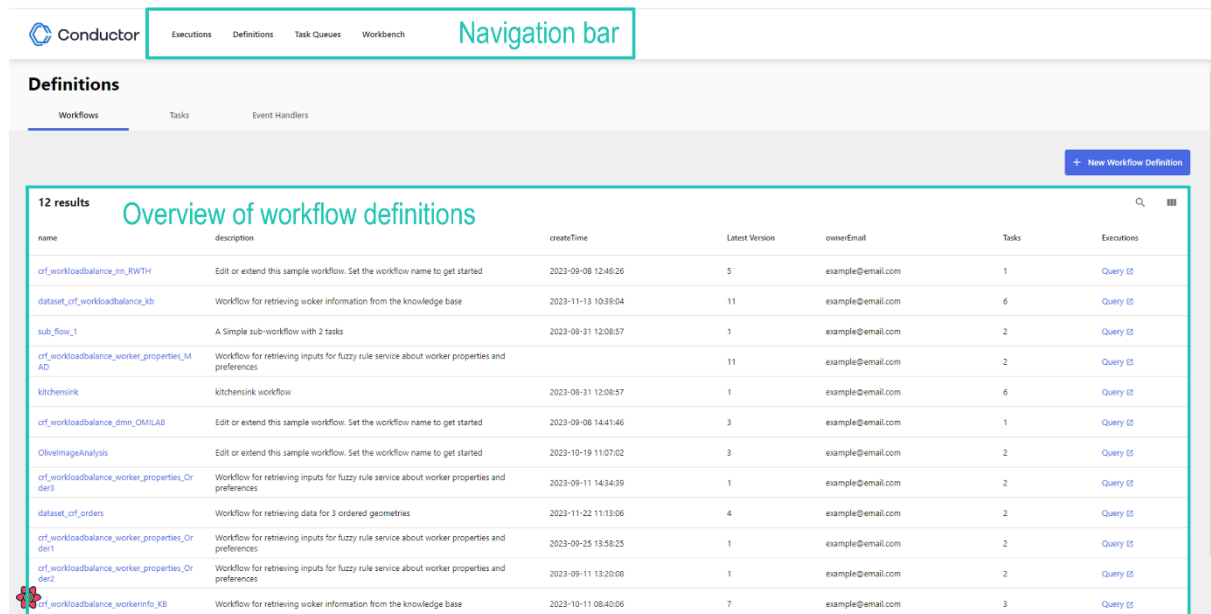 Conductor Executions Definitions Task Queues Workbench Navigation bar
Definitions
Workflows Tasks Event Handlers
+ New Workflow Definition
12 results
Overview of workflow definitions
name description createTime Latest Version ownerEmail Tasks Executions
crf_workloadbalance_nn_RWTH Edit or extend this sample workflow. Set the workflow name to get started 2023-09-08 12:46:26 5 example@email.com 1 Query
dataset_crf_workloadbalance_kb Workflow for retrieving woker information from the knowledge base 2023-11-13 10:39:04 11 example@email.com 6 Query
sub_flow_1 A Simple sub-workflow with 2 tasks 2023-08-31 12:08:57 1 example@email.com 2 Query
crf_workloadbalance_worker_properties_M Workflow for retrieving inputs for fuzzy rule service about worker properties and
AD preferences 11 example@email.com 2 Query
kitchensink kitchensink workflow 2023-08-31 12:08:57 1 example@email.com 6 Query
crf_workloadbalance_dmn_OMILAB Edit or extend this sample workflow. Set the workflow name to get started 2023-09-08 14:41:46 3 example@email.com 1 Query
OliveImageAnalysis Edit or extend this sample workflow. Set the workflow name to get started 2023-10-19 11:07:02 3 example@email.com 2 Query
crf_workloadbalance_worker_properties_Or Workflow for retrieving inputs for fuzzy rule service about worker properties and
der3 preferences 2023-09-11 14:34:39 1 example@email.com 2 Query
dataset_crf_orders Workflow for retrieving data for 3 ordered geometries 2023-11-22 11:13:06 4 example@email.com 2 Query
crf_workloadbalance_worker_properties_Or Workflow for retrieving inputs for fuzzy rule service about worker properties and
der1 preferences 2023-09-25 13:58:25 1 example@email.com 2 Query
crf_workloadbalance_worker_properties_Or Workflow for retrieving inputs for fuzzy rule service about worker properties and
der2 preferences 2023-09-11 13:20:08 1 example@email.com 2 Query
crf_workloadbalance_workerinfo_KB Workflow for retrieving woker information from the knowledge base 2023-10-11 08:40:06 7 example@email.com 3 Query